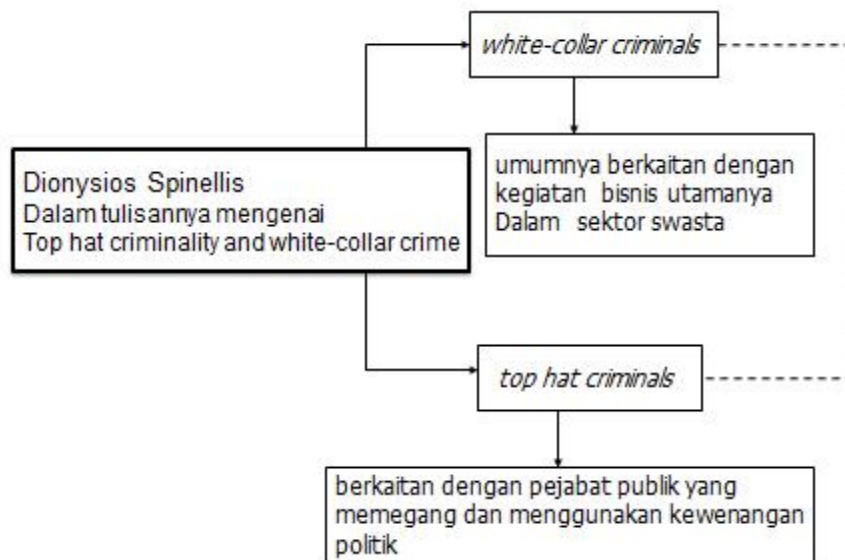 white-collar criminals
umumnya berkaitan dengan
kegiatan bisnis utamanya
Dalam sektor swasta
Dionysios Spinellis
Dalam tulisannya mengenai
Top hat criminality and white-collar crime
top hat criminals
berkaitan dengan pejabat publik yang
memegang dan menggunakan kewenangan
politik